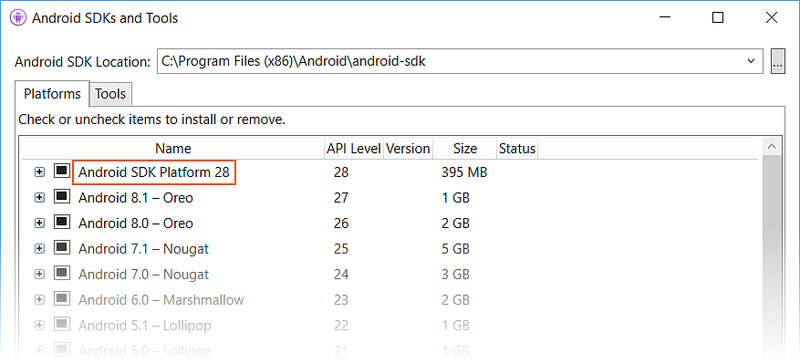 Android SDKs and Tools
Android SDK Location: C:\Program Files (x86)\Android\android-sdk ...
Platforms Tools
Check or uncheck items to install or remove.
Name API Level Version Size Status
Android SDK Platform 28 28 395 MB
Android 8.1 – Oreo 27 1 GB
Android 8.0 – Oreo 26 2 GB
Android 7.1 – Nougat 25 5 GB
Android 7.0 – Nougat 24 3 GB
Android 6.0 – Marshmallow 23 2 GB
Android 5.1 – Lollipop 22 1 GB
Android 5.0 – Lollipop 21 1 GB